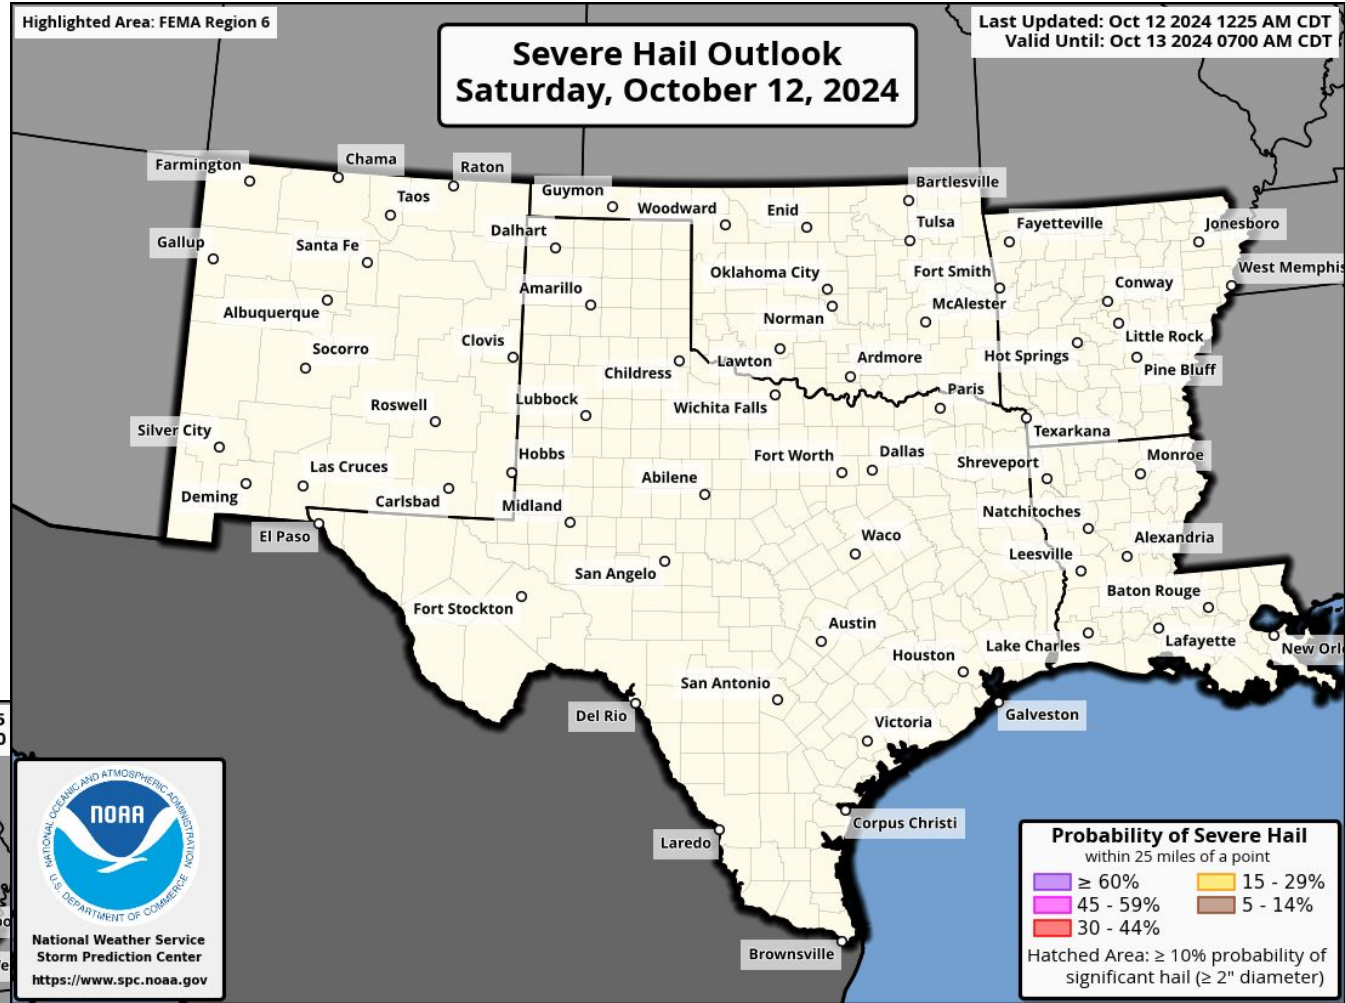 Highlighted Area: FEMA Region 6
Last Updated: Oct 12 2024 1225 AM CDT
Valid Until: Oct 13 2024 0700 AM CDT
Severe Hail Outlook
Saturday, October 12, 2024
Farmington
Chama
Raton
Taos
Guymon
Woodward
Enid
Bartlesville
Tulsa
Fayetteville
Jonesboro
Gallup
Santa Fe
Dalhart
Oklahoma City
Fort Smith
West Memphis
Amarillo
Conway
Albuquerque
Norman
McAlester
Socorro
Clovis
Little Rock
Childress
Lawton
Ardmore
Hot Springs
Pine Bluff
Roswell
Lubbock
Wichita Falls
Paris
Silver City
Texarkana
Las Cruces
Hobbs
Abilene
Fort Worth
Dallas
Shreveport
Monroe
Deming
Carlsbad
Midland
Natchitoches
El Paso
Waco
Leesville
Alexandria
San Angelo
Fort Stockton
Baton Rouge
Austin
Lake Charles
Lafayette
New Orl
Houston
San Antonio
Del Rio
Victoria
Galveston
Laredo
Corpus Christi
Brownsville
NATIONAL OCEANIC AND ATMOSPHERIC ADMINISTRATION
NOAA
U.S. DEPARTMENT OF COMMERCE
National Weather Service
Storm Prediction Center
https://www.spc.noaa.gov
Probability of Severe Hail
within 25 miles of a point
≥ 60% 15 - 29%
45 - 59% 5 - 14%
30 - 44%
Hatched Area: ≥ 10% probability of
significant hail (≥ 2" diameter)